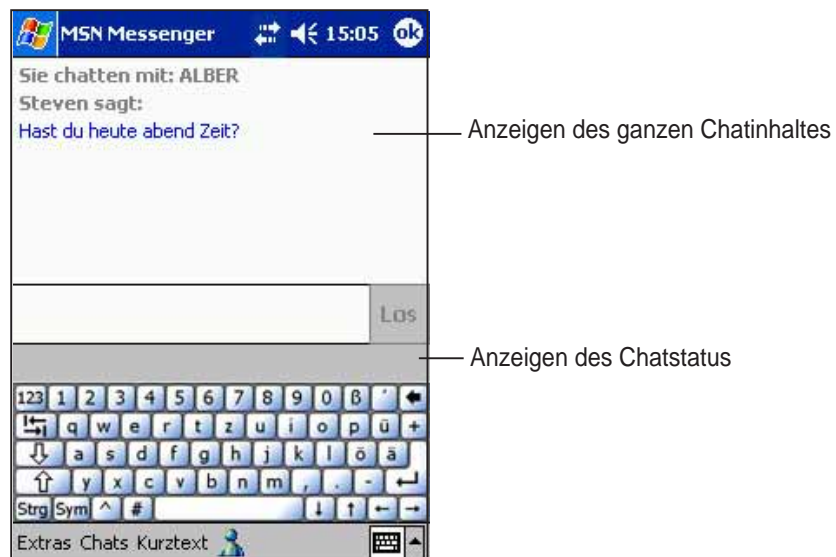 MSN Messenger 15:05 ok
Sie chatten mit: ALBER
Steven sagt:
Hast du heute abend Zeit?
Anzeigen des ganzen Chatinhaltes
Los
Anzeigen des Chatstatus
123 1 2 3 4 5 6 7 8 9 0 ß ´
q w e r t z u i o p ü +
a s d f g h j k l ö ä
y x c v b n m , . -
Strg Sym ^ #
Extras Chats Kurztext